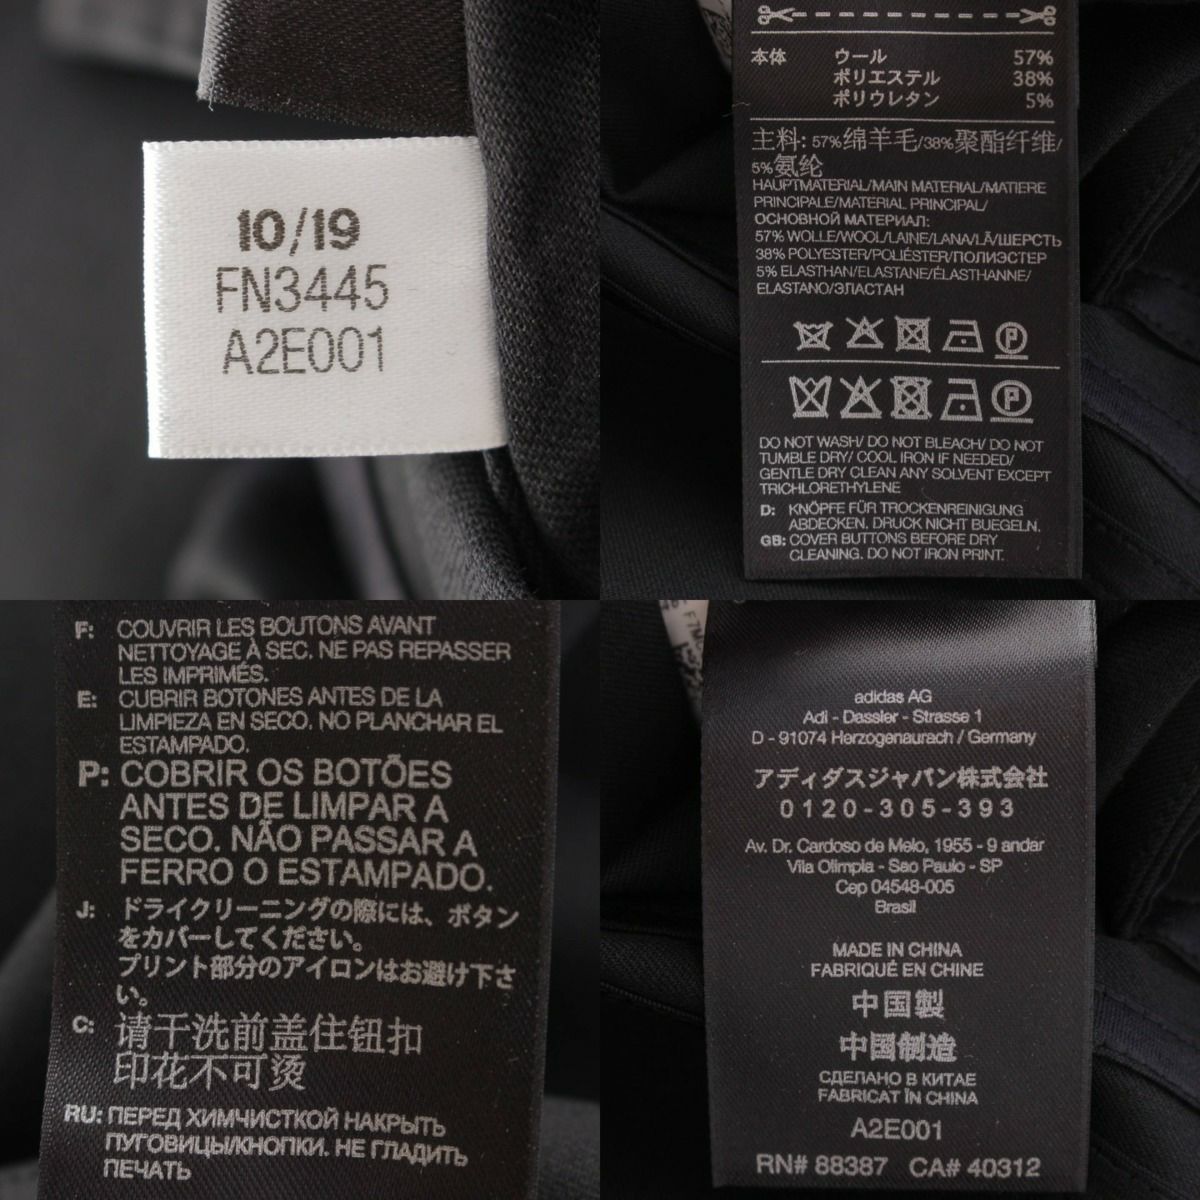 10/19
FN3445
A2E001
本体 ウール 57%
ポリエステル 38%
ポリウレタン 5%
主料: 57%绵羊毛/38%聚酯纤维/
5%氨纶
HAUPTMATERIAL/MAIN MATERIAL/MATIERE
PRINCIPALE/MATERIAL PRINCIPAL/
ОСНОВНОЙ МАТЕРИАЛ:
57% WOLLE/WOOL/LAINE/LANA/LÃ/ШЕРСТЬ
38% POLYESTER/POLIÉSTER/ПОЛИЭСТЕР
5% ELASTHAN/ELASTANE/ÉLASTHANNE/
ELASTANO/ЭЛАСТАН
DO NOT WASH/ DO NOT BLEACH/ DO NOT
TUMBLE DRY/ COOL IRON IF NEEDED/
GENTLE DRY CLEAN ANY SOLVENT EXCEPT
TRICHLORETHYLENE
D: KNÖPFE FÜR TROCKENREINIGUNG
ABDECKEN. DRUCK NICHT BUEGELN.
GB: COVER BUTTONS BEFORE DRY
CLEANING. DO NOT IRON PRINT.
F: COUVRIR LES BOUTONS AVANT
NETTOYAGE À SEC. NE PAS REPASSER
LES IMPRIMÉS.
E: CUBRIR BOTONES ANTES DE LA
LIMPIEZA EN SECO. NO PLANCHAR EL
ESTAMPADO.
P: COBRIR OS BOTÕES
ANTES DE LIMPAR A
SECO. NÃO PASSAR A
FERRO O ESTAMPADO.
J: ドライクリーニングの際には、ボタン
をカバーしてください。
プリント部分のアイロンはお避け下さ
い。
C: 请干洗前盖住钮扣
印花不可烫
RU: ПЕРЕД ХИМЧИСТКОЙ НАКРЫТЬ
ПУГОВИЦЫ/КНОПКИ. НЕ ГЛАДИТЬ
ПЕЧАТЬ
adidas AG
Adi - Dassler - Strasse 1
D - 91074 Herzogenaurach / Germany
アディダスジャパン株式会社
0120-305-393
Av. Dr. Cardoso de Melo, 1955 - 9 andar
Vila Olimpia - Sao Paulo - SP
Cep 04548-005
Brasil
MADE IN CHINA
FABRIQUÉ EN CHINE
中国製
中国制造
СДЕЛАНО В КИТАЕ
FABRICAT ÎN CHINA
A2E001
RN# 88387 CA# 40312